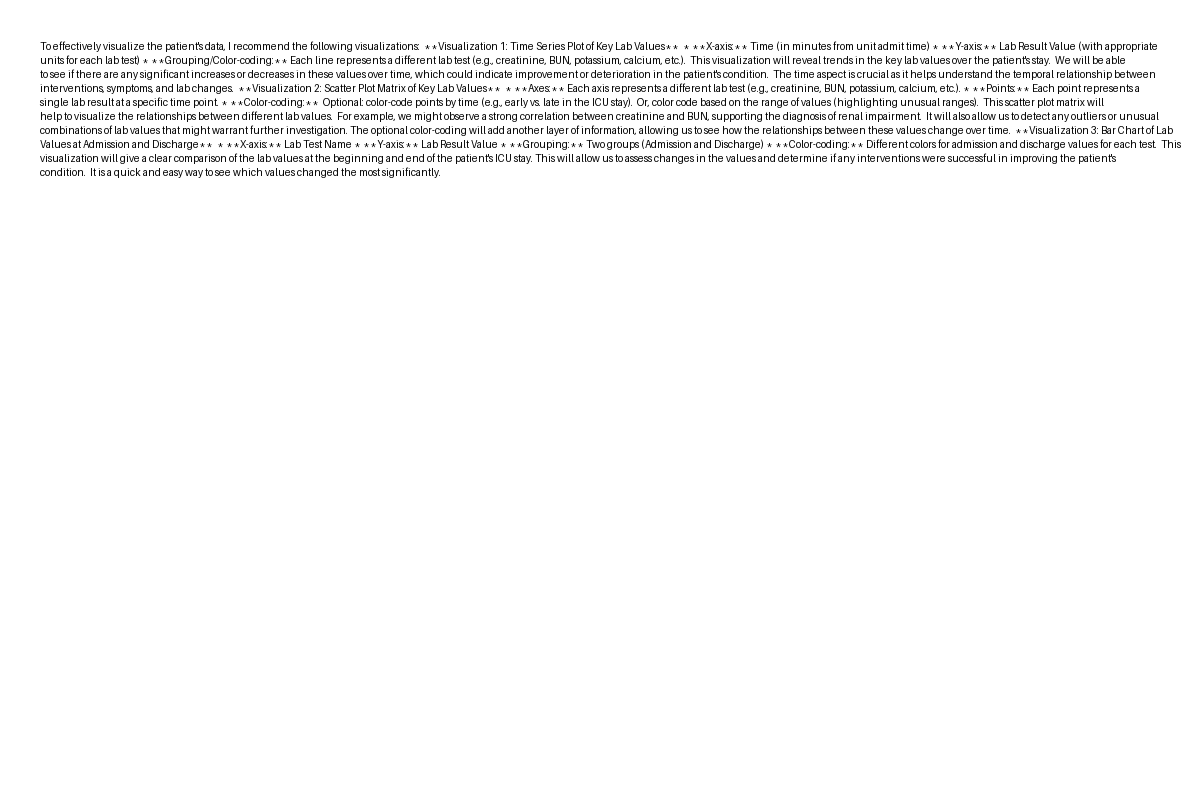 To effectively visualize the patient's data, I recommend the following visualizations:  **Visualization 1: Time Series Plot of Key Lab Values**  * **X-axis:** Time (in minutes from unit admit time) * **Y-axis:** Lab Result Value (with appropriate
units for each lab test) * **Grouping/Color-coding:** Each line represents a different lab test (e.g., creatinine, BUN, potassium, calcium, etc.).  This visualization will reveal trends in the key lab values over the patient's stay.  We will be able
to see if there are any significant increases or decreases in these values over time, which could indicate improvement or deterioration in the patient's condition.  The time aspect is crucial as it helps understand the temporal relationship between
interventions, symptoms, and lab changes.  **Visualization 2: Scatter Plot Matrix of Key Lab Values**  * **Axes:** Each axis represents a different lab test (e.g., creatinine, BUN, potassium, calcium, etc.). * **Points:** Each point represents a
single lab result at a specific time point. * **Color-coding:** Optional: color-code points by time (e.g., early vs. late in the ICU stay).  Or, color code based on the range of values (highlighting unusual ranges).  This scatter plot matrix will
help to visualize the relationships between different lab values.  For example, we might observe a strong correlation between creatinine and BUN, supporting the diagnosis of renal impairment.  It will also allow us to detect any outliers or unusual
combinations of lab values that might warrant further investigation. The optional color-coding will add another layer of information, allowing us to see how the relationships between these values change over time.  **Visualization 3: Bar Chart of Lab
Values at Admission and Discharge**  * **X-axis:** Lab Test Name * **Y-axis:** Lab Result Value * **Grouping:** Two groups (Admission and Discharge) * **Color-coding:** Different colors for admission and discharge values for each test.  This
visualization will give a clear comparison of the lab values at the beginning and end of the patient's ICU stay. This will allow us to assess changes in the values and determine if any interventions were successful in improving the patient's
condition.  It is a quick and easy way to see which values changed the most significantly.